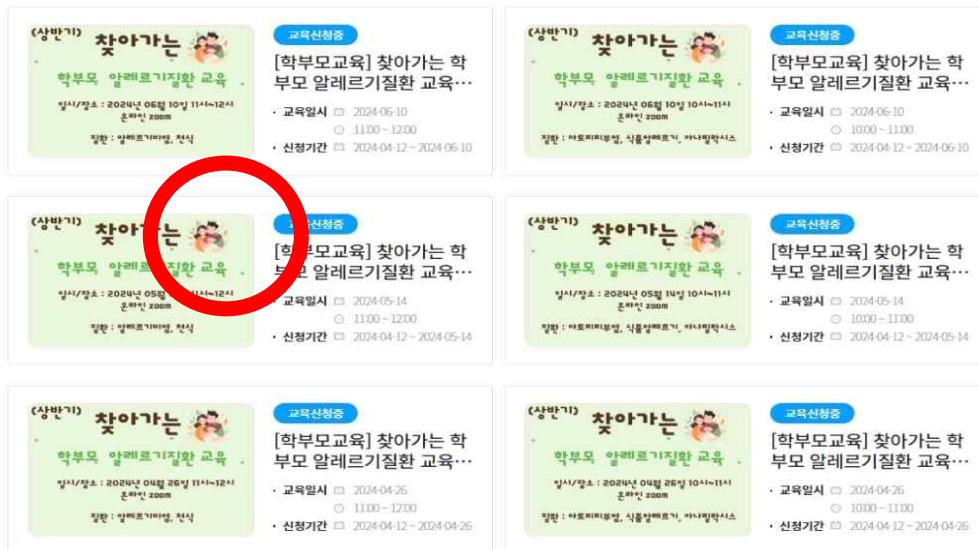 (상반기)
찾아가는
학부모 알레르기질환 교육
일시/장소 : 2024년 06월 10일 11시~12시
온라인 zoom
질환 : 알레르기비염, 천식
교육신청중
[학부모교육] 찾아가는 학
부모 알레르기질환 교육…
· 교육일시 2024-06-10
11:00 ~ 12:00
· 신청기간 2024-04-12 ~ 2024-06-10
(상반기)
찾아가는
학부모 알레르기질환 교육
일시/장소 : 2024년 06월 10일 10시~11시
온라인 zoom
질환 : 아토피피부염, 식품알레르기, 아나필락시스
교육신청중
[학부모교육] 찾아가는 학
부모 알레르기질환 교육…
· 교육일시 2024-06-10
10:00 ~ 11:00
· 신청기간 2024-04-12 ~ 2024-06-10
(상반기)
찾아가는
학부모 알레르기질환 교육
일시/장소 : 2024년 05월 11시~12시
온라인 zoom
질환 : 알레르기비염, 천식
교육신청중
[학부모교육] 찾아가는 학
부모 알레르기질환 교육…
· 교육일시 2024-05-14
11:00 ~ 12:00
· 신청기간 2024-04-12 ~ 2024-05-14
(상반기)
찾아가는
학부모 알레르기질환 교육
일시/장소 : 2024년 05월 14일 10시~11시
온라인 zoom
질환 : 아토피피부염, 식품알레르기, 아나필락시스
교육신청중
[학부모교육] 찾아가는 학
부모 알레르기질환 교육…
· 교육일시 2024-05-14
10:00 ~ 11:00
· 신청기간 2024-04-12 ~ 2024-05-14
(상반기)
찾아가는
학부모 알레르기질환 교육
일시/장소 : 2024년 04월 26일 11시~12시
온라인 zoom
질환 : 알레르기비염, 천식
교육신청중
[학부모교육] 찾아가는 학
부모 알레르기질환 교육…
· 교육일시 2024-04-26
11:00 ~ 12:00
· 신청기간 2024-04-12 ~ 2024-04-26
(상반기)
찾아가는
학부모 알레르기질환 교육
일시/장소 : 2024년 04월 26일 10시~11시
온라인 zoom
질환 : 아토피피부염, 식품알레르기, 아나필락시스
교육신청중
[학부모교육] 찾아가는 학
부모 알레르기질환 교육…
· 교육일시 2024-04-26
10:00 ~ 11:00
· 신청기간 2024-04-12 ~ 2024-04-26